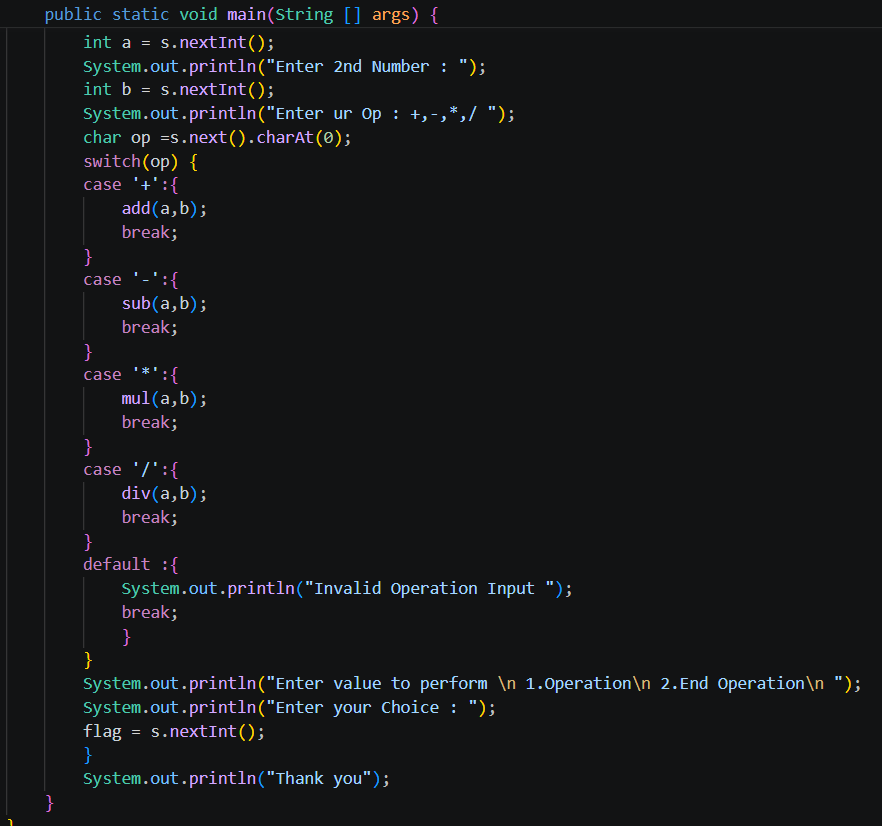 public static void main(String [] args) {
int a = s.nextInt();
System.out.println("Enter 2nd Number : ");
int b = s.nextInt();
System.out.println("Enter ur Op : +,-,*,/ ");
char op =s.next().charAt(0);
switch(op) {
case '+':{
add(a,b);
break;
}
case '-':{
sub(a,b);
break;
}
case '*':{
mul(a,b);
break;
}
case '/':{
div(a,b);
break;
}
default :{
System.out.println("Invalid Operation Input ");
break;
}
}
System.out.println("Enter value to perform \n 1.Operation\n 2.End Operation\n ");
System.out.println("Enter your Choice : ");
flag = s.nextInt();
}
System.out.println("Thank you");
}
}